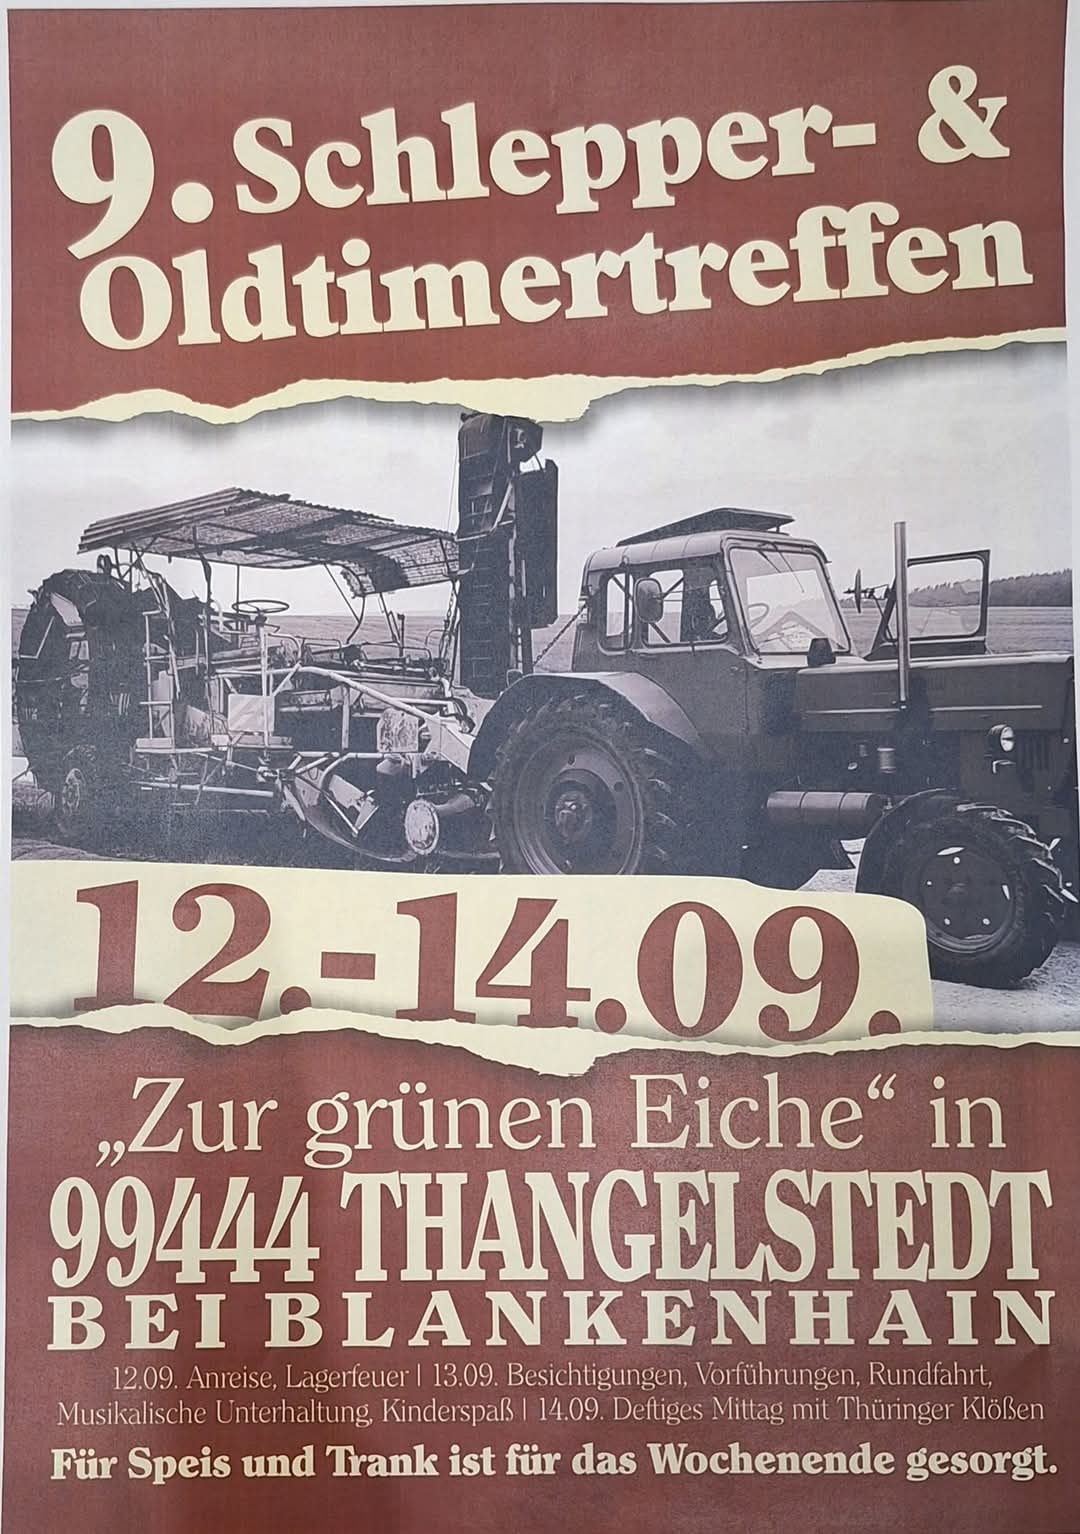 9. Schlepper- &
Oldtimertreffen
12.-14.09.
„Zur grünen Eiche“ in
99444 THANGELSTEDT
BEI BLANKENHAIN
12.09. Anreise, Lagerfeuer | 13.09. Besichtigungen, Vorführungen, Rundfahrt,
Musikalische Unterhaltung, Kinderspaß | 14.09. Deftiges Mittag mit Thüringer Klößen
Für Speis und Trank ist für das Wochenende gesorgt.